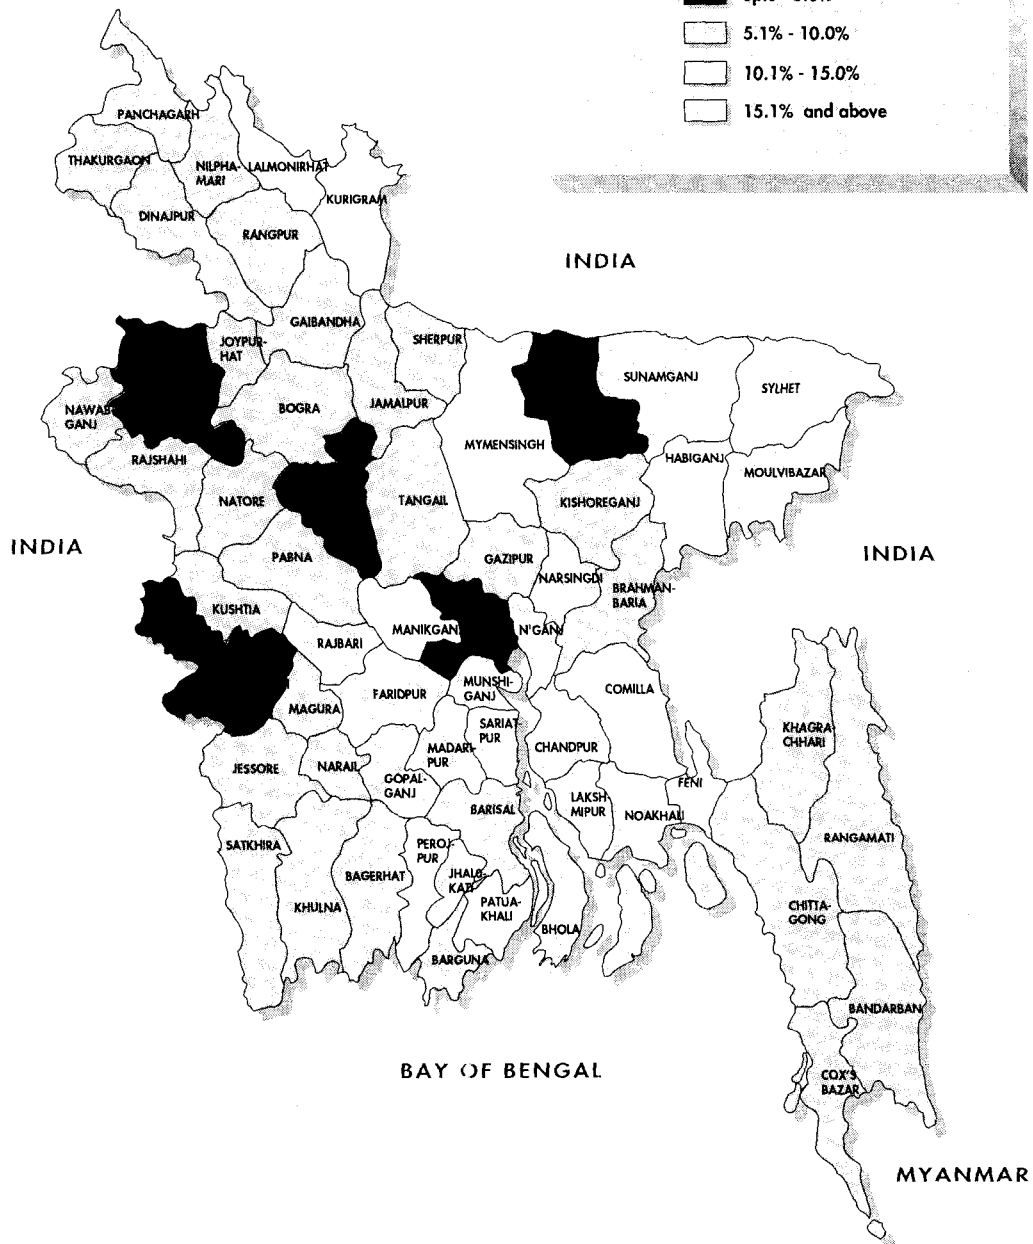 5.1% - 10.0%
10.1% - 15.0%
15.1% and above
PANCHAGARH
THAKURGAON
NILPHA-
MARI
LALMONIRHAT
KURIGRAM
DINAJPUR
RANGPUR
INDIA
GAIBANDHA
JOYPUR-
HAT
SHERPUR
SUNAMGANJ
SYLHET
NAWAB
GANJ
BOGRA
JAMALPUR
MYMENSINGH
HABIGANJ
MOULVIBAZAR
RAJSHAHI
NATORE
TANGAIL
KISHOREGANJ
INDIA
PABNA
GAZIPUR
INDIA
NARSINGDI
BRAHMAN-
BARIA
KUSHTIA
RAJBARI
MANIKGANJ
N'GANJ
MAGURA
FARIDPUR
MUNSHI-
GANJ
COMILLA
SARIAT
PUR
KHAGRA-
CHHARI
JESSORE
NARAIL
MADARI-
PUR
CHANDPUR
GOPAL-
GANJ
FENI
BARISAL
LAKSH
MIPUR
NOAKHALI
SATKHIRA
PEROJ-
PUR
RANGAMATI
BAGERHAT
JHALO-
KATI
KHULNA
PATUA-
KHALI
CHITTA-
GONG
BHOLA
BARGUNA
BANDARBAN
BAY OF BENGAL
COX'S
BAZAR
MYANMAR